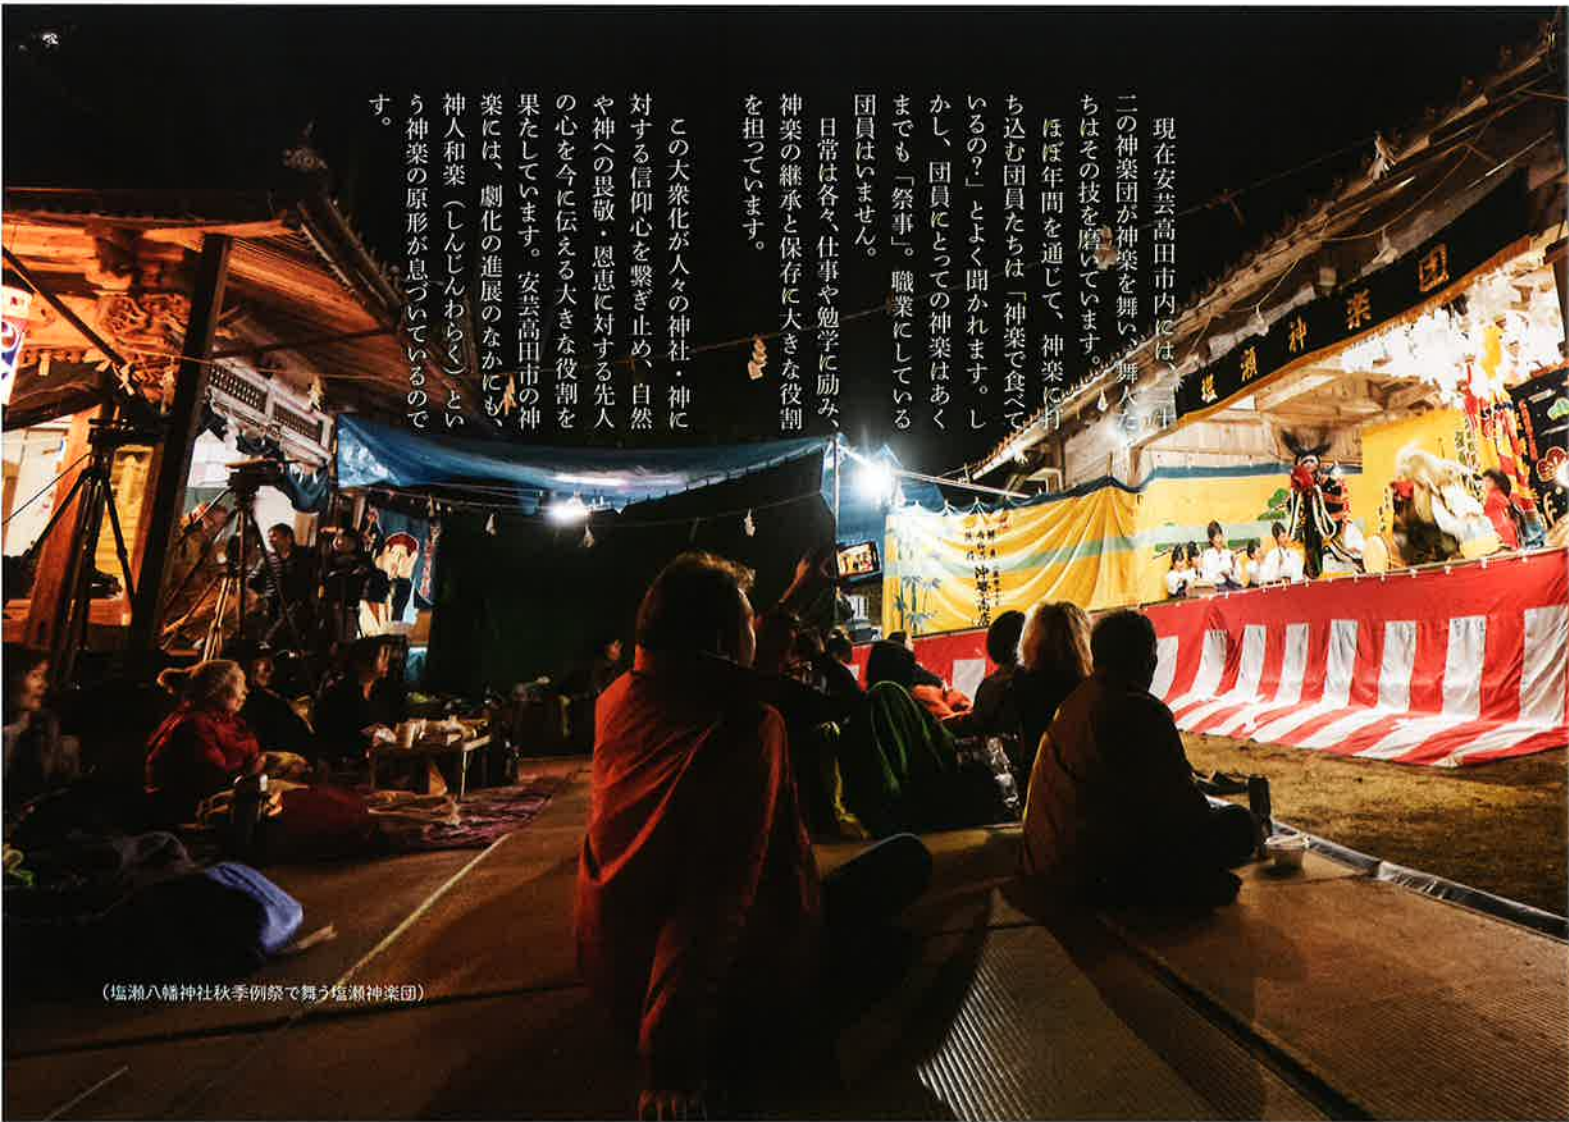 現在安芸高田市内には、二十
二の神楽団が神楽を舞い、舞人た
ちはその技を磨いています。
ほぼ年間を通じて、神楽に打
ち込む団員たちは「神楽で食べて
いるの?」とよく聞かれます。し
かし、団員にとっての神楽はあく
までも「祭事」。職業にしている
団員はいません。
日常は各々、仕事や勉学に励み、
神楽の継承と保存に大きな役割
を担っています。
この大衆化が人々の神社・神に
対する信仰心を繋ぎ止め、自然
や神への畏敬・恩恵に対する先人
の心を今に伝える大きな役割を
果たしています。安芸高田市の神
楽には、劇化の進展のなかにも、
神人和楽（しんじんわらく）とい
う神楽の原形が息づいているので
す。
塩瀬神楽団
（塩瀬八幡神社秋季例祭で舞う塩瀬神楽団）